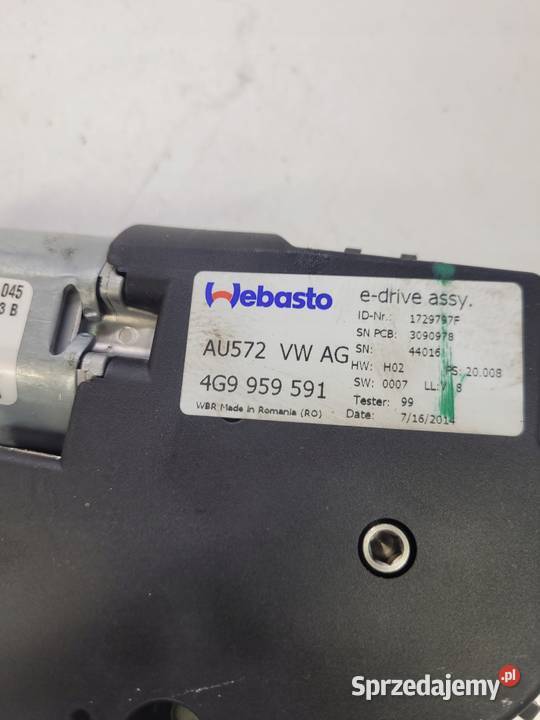 045
3 B
Webasto
e-drive assy.
ID-Nr.: 1729797F
SN PCB: 3090978
AU572 VW AG
SN: 44016
HW: H02 PS: 20.008
4G9 959 591
SW: 0007 LL: 8
Tester: 99
WBR Made in Romania (RO)
Date: 7/16/2014
Sprzedajemy.pl